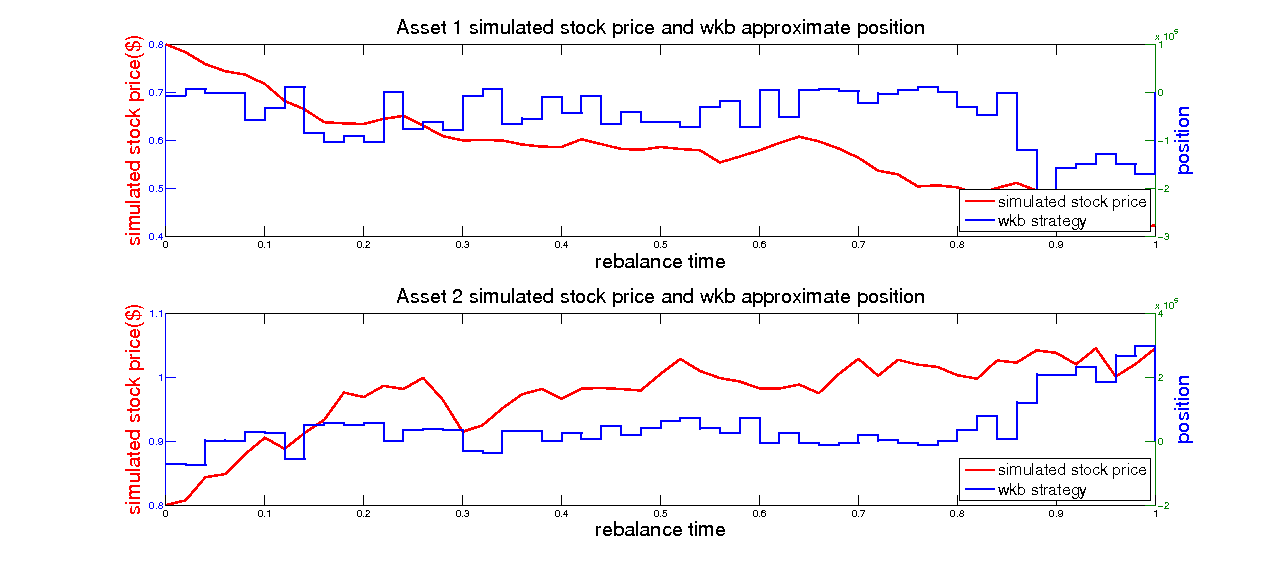 Asset 1 simulated stock price and wkb approximate position
x 10^5
simulated stock price($)
0.8
0.7
0.6
0.5
0.4
1
0
-1
-2
-3
position
simulated stock price
wkb strategy
0 0.1 0.2 0.3 0.4 0.5 0.6 0.7 0.8 0.9 1
rebalance time
Asset 2 simulated stock price and wkb approximate position
x 10^5
simulated stock price($)
1.1
1
0.9
0.8
4
2
0
-2
position
simulated stock price
wkb strategy
0 0.1 0.2 0.3 0.4 0.5 0.6 0.7 0.8 0.9 1
rebalance time